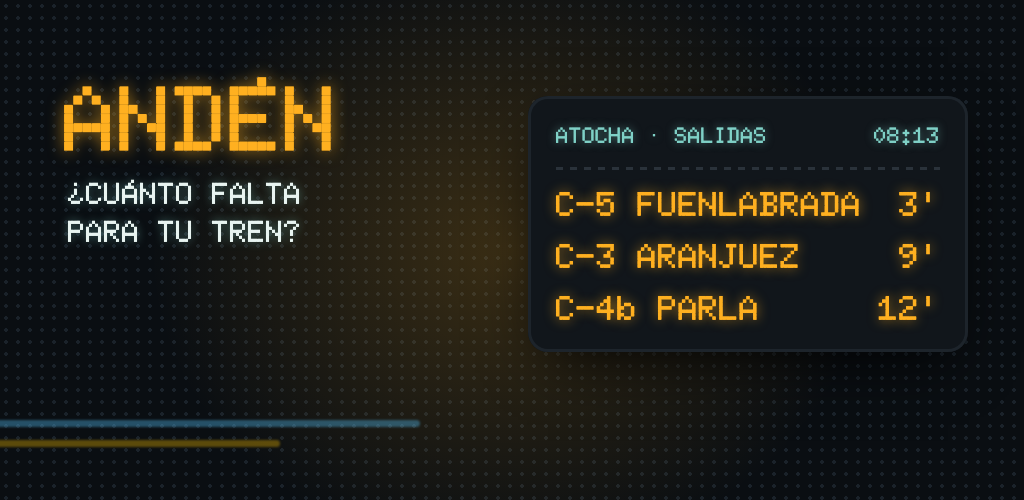 ANDÉN
¿CUÁNTO FALTA
PARA TU TREN?
ATOCHA · SALIDAS 08:13
C-5 FUENLABRADA 3'
C-3 ARANJUEZ 9'
C-4b PARLA 12'